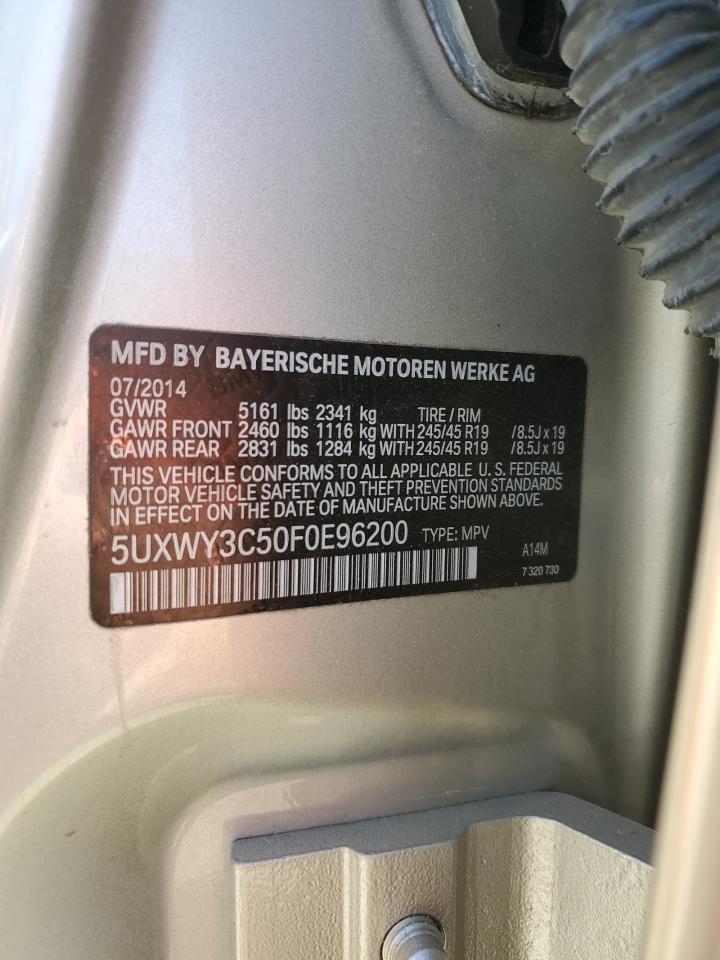 MFD BY BAYERISCHE MOTOREN WERKE AG
07/2014
GVWR 5161 lbs 2341 kg TIRE / RIM
GAWR FRONT 2460 lbs 1116 kg WITH 245/45 R19 /8.5J x 19
GAWR REAR 2831 lbs 1284 kg WITH 245/45 R19 /8.5J x 19
THIS VEHICLE CONFORMS TO ALL APPLICABLE U. S. FEDERAL
MOTOR VEHICLE SAFETY AND THEFT PREVENTION STANDARDS
IN EFFECT ON THE DATE OF MANUFACTURE SHOWN ABOVE.
5UXWY3C50F0E96200 TYPE: MPV
A14M
7 320 730